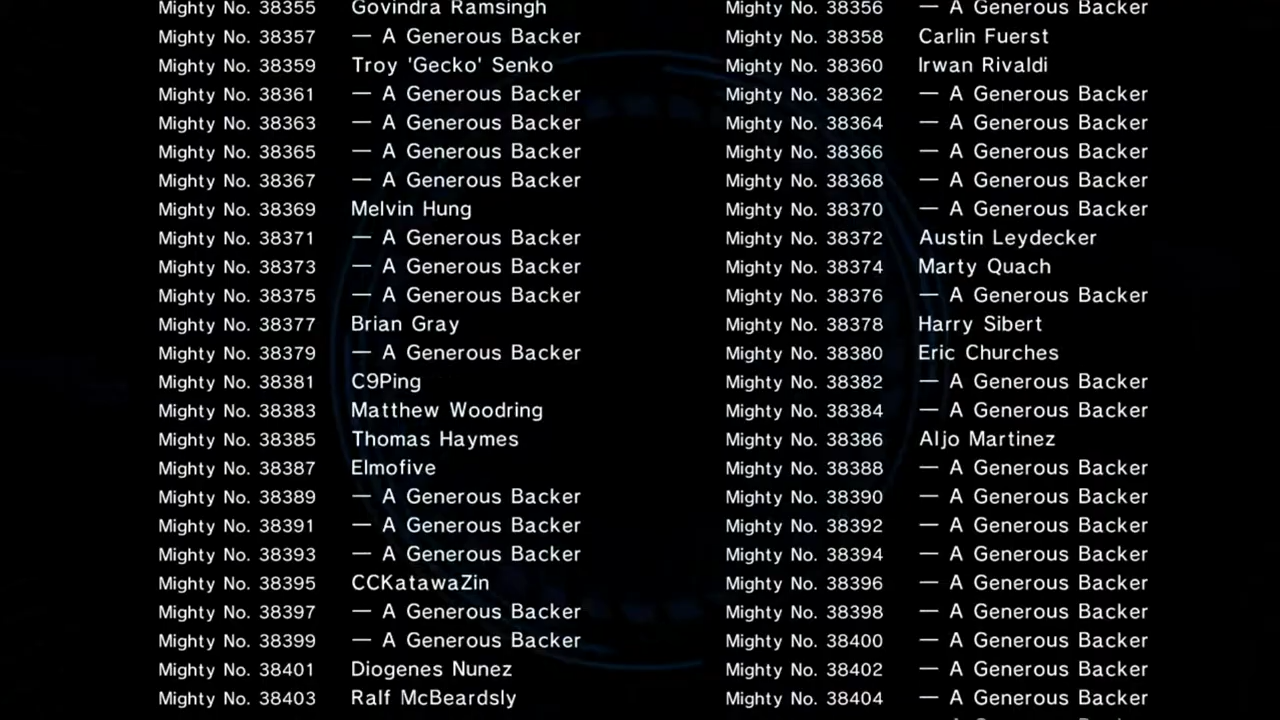 Mighty No. 38355 Govindra Ramsingh Mighty No. 38356 — A Generous Backer
Mighty No. 38357 — A Generous Backer Mighty No. 38358 Carlin Fuerst
Mighty No. 38359 Troy 'Gecko' Senko Mighty No. 38360 Irwan Rivaldi
Mighty No. 38361 — A Generous Backer Mighty No. 38362 — A Generous Backer
Mighty No. 38363 — A Generous Backer Mighty No. 38364 — A Generous Backer
Mighty No. 38365 — A Generous Backer Mighty No. 38366 — A Generous Backer
Mighty No. 38367 — A Generous Backer Mighty No. 38368 — A Generous Backer
Mighty No. 38369 Melvin Hung Mighty No. 38370 — A Generous Backer
Mighty No. 38371 — A Generous Backer Mighty No. 38372 Austin Leydecker
Mighty No. 38373 — A Generous Backer Mighty No. 38374 Marty Quach
Mighty No. 38375 — A Generous Backer Mighty No. 38376 — A Generous Backer
Mighty No. 38377 Brian Gray Mighty No. 38378 Harry Sibert
Mighty No. 38379 — A Generous Backer Mighty No. 38380 Eric Churches
Mighty No. 38381 C9Ping Mighty No. 38382 — A Generous Backer
Mighty No. 38383 Matthew Woodring Mighty No. 38384 — A Generous Backer
Mighty No. 38385 Thomas Haymes Mighty No. 38386 Aljo Martinez
Mighty No. 38387 Elmofive Mighty No. 38388 — A Generous Backer
Mighty No. 38389 — A Generous Backer Mighty No. 38390 — A Generous Backer
Mighty No. 38391 — A Generous Backer Mighty No. 38392 — A Generous Backer
Mighty No. 38393 — A Generous Backer Mighty No. 38394 — A Generous Backer
Mighty No. 38395 CCKatawaZin Mighty No. 38396 — A Generous Backer
Mighty No. 38397 — A Generous Backer Mighty No. 38398 — A Generous Backer
Mighty No. 38399 — A Generous Backer Mighty No. 38400 — A Generous Backer
Mighty No. 38401 Diogenes Nunez Mighty No. 38402 — A Generous Backer
Mighty No. 38403 Ralf McBeardsly Mighty No. 38404 — A Generous Backer